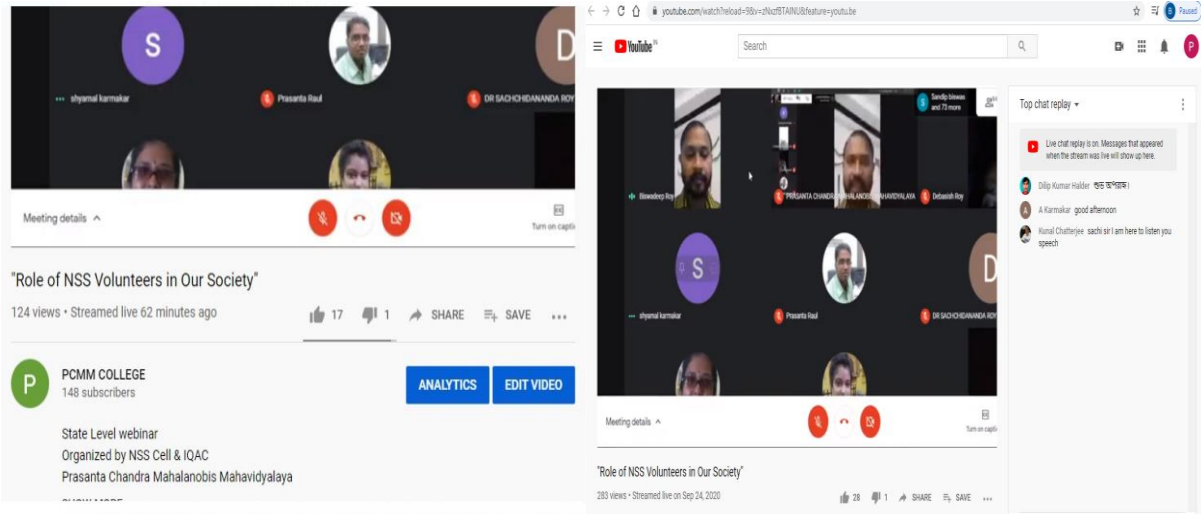 S
D
shyamal karmakar
Prasanta Raul
DR SACHCHIDANANDA ROY
Meeting details
Turn on captio
"Role of NSS Volunteers in Our Society"
124 views • Streamed live 62 minutes ago
17
1
SHARE
SAVE
P
PCMM COLLEGE
148 subscribers
ANALYTICS
EDIT VIDEO
State Level webinar
Organized by NSS Cell & IQAC
Prasanta Chandra Mahalanobis Mahavidyalaya
youtube.com/watch?reload=9&v=zNxzf8TAINU&feature=youtu.be
B
Paused
YouTube IN
Search
P
S
Sandip biswas
and 73 more
Biswadeep Roy
PRASANTA CHANDRA MAHALANOBIS MAHAVIDYALAYA
Debasish Roy
S
D
shyamal karmakar
Prasanta Raul
DR SACHCHIDANANDA ROY
Meeting details
Turn on captio
"Role of NSS Volunteers in Our Society"
283 views • Streamed live on Sep 24, 2020
28
1
SHARE
SAVE
Top chat replay
Live chat replay is on. Messages that appeared
when the stream was live will show up here.
Dilip Kumar Halder শুভ অপরাহ্ন।
A
A Karmakar good afternoon
Kunal Chatterjee sachi sir I am here to listen you
speech